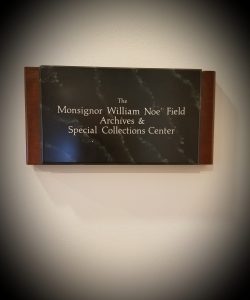 The
Monsignor William Noe' Field
Archives &
Special Collections Center